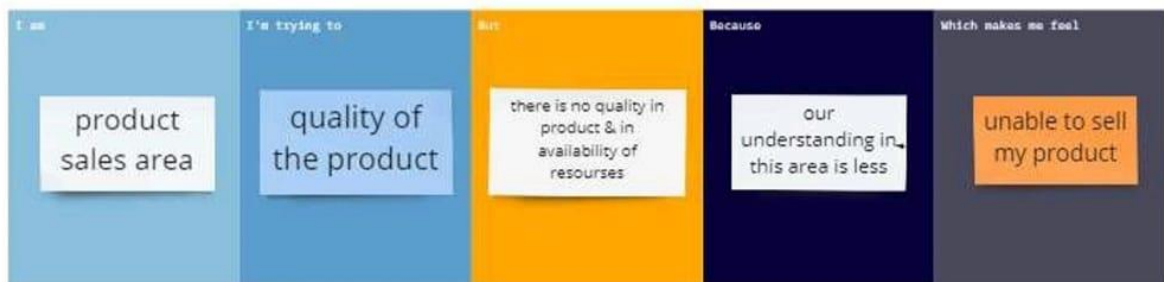 I am
product
sales area
I'm trying to
quality of
the product
But
there is no quality in
product & in
availability of
resourses
Because
our
understanding in
this area is less
Which makes me feel
unable to sell
my product